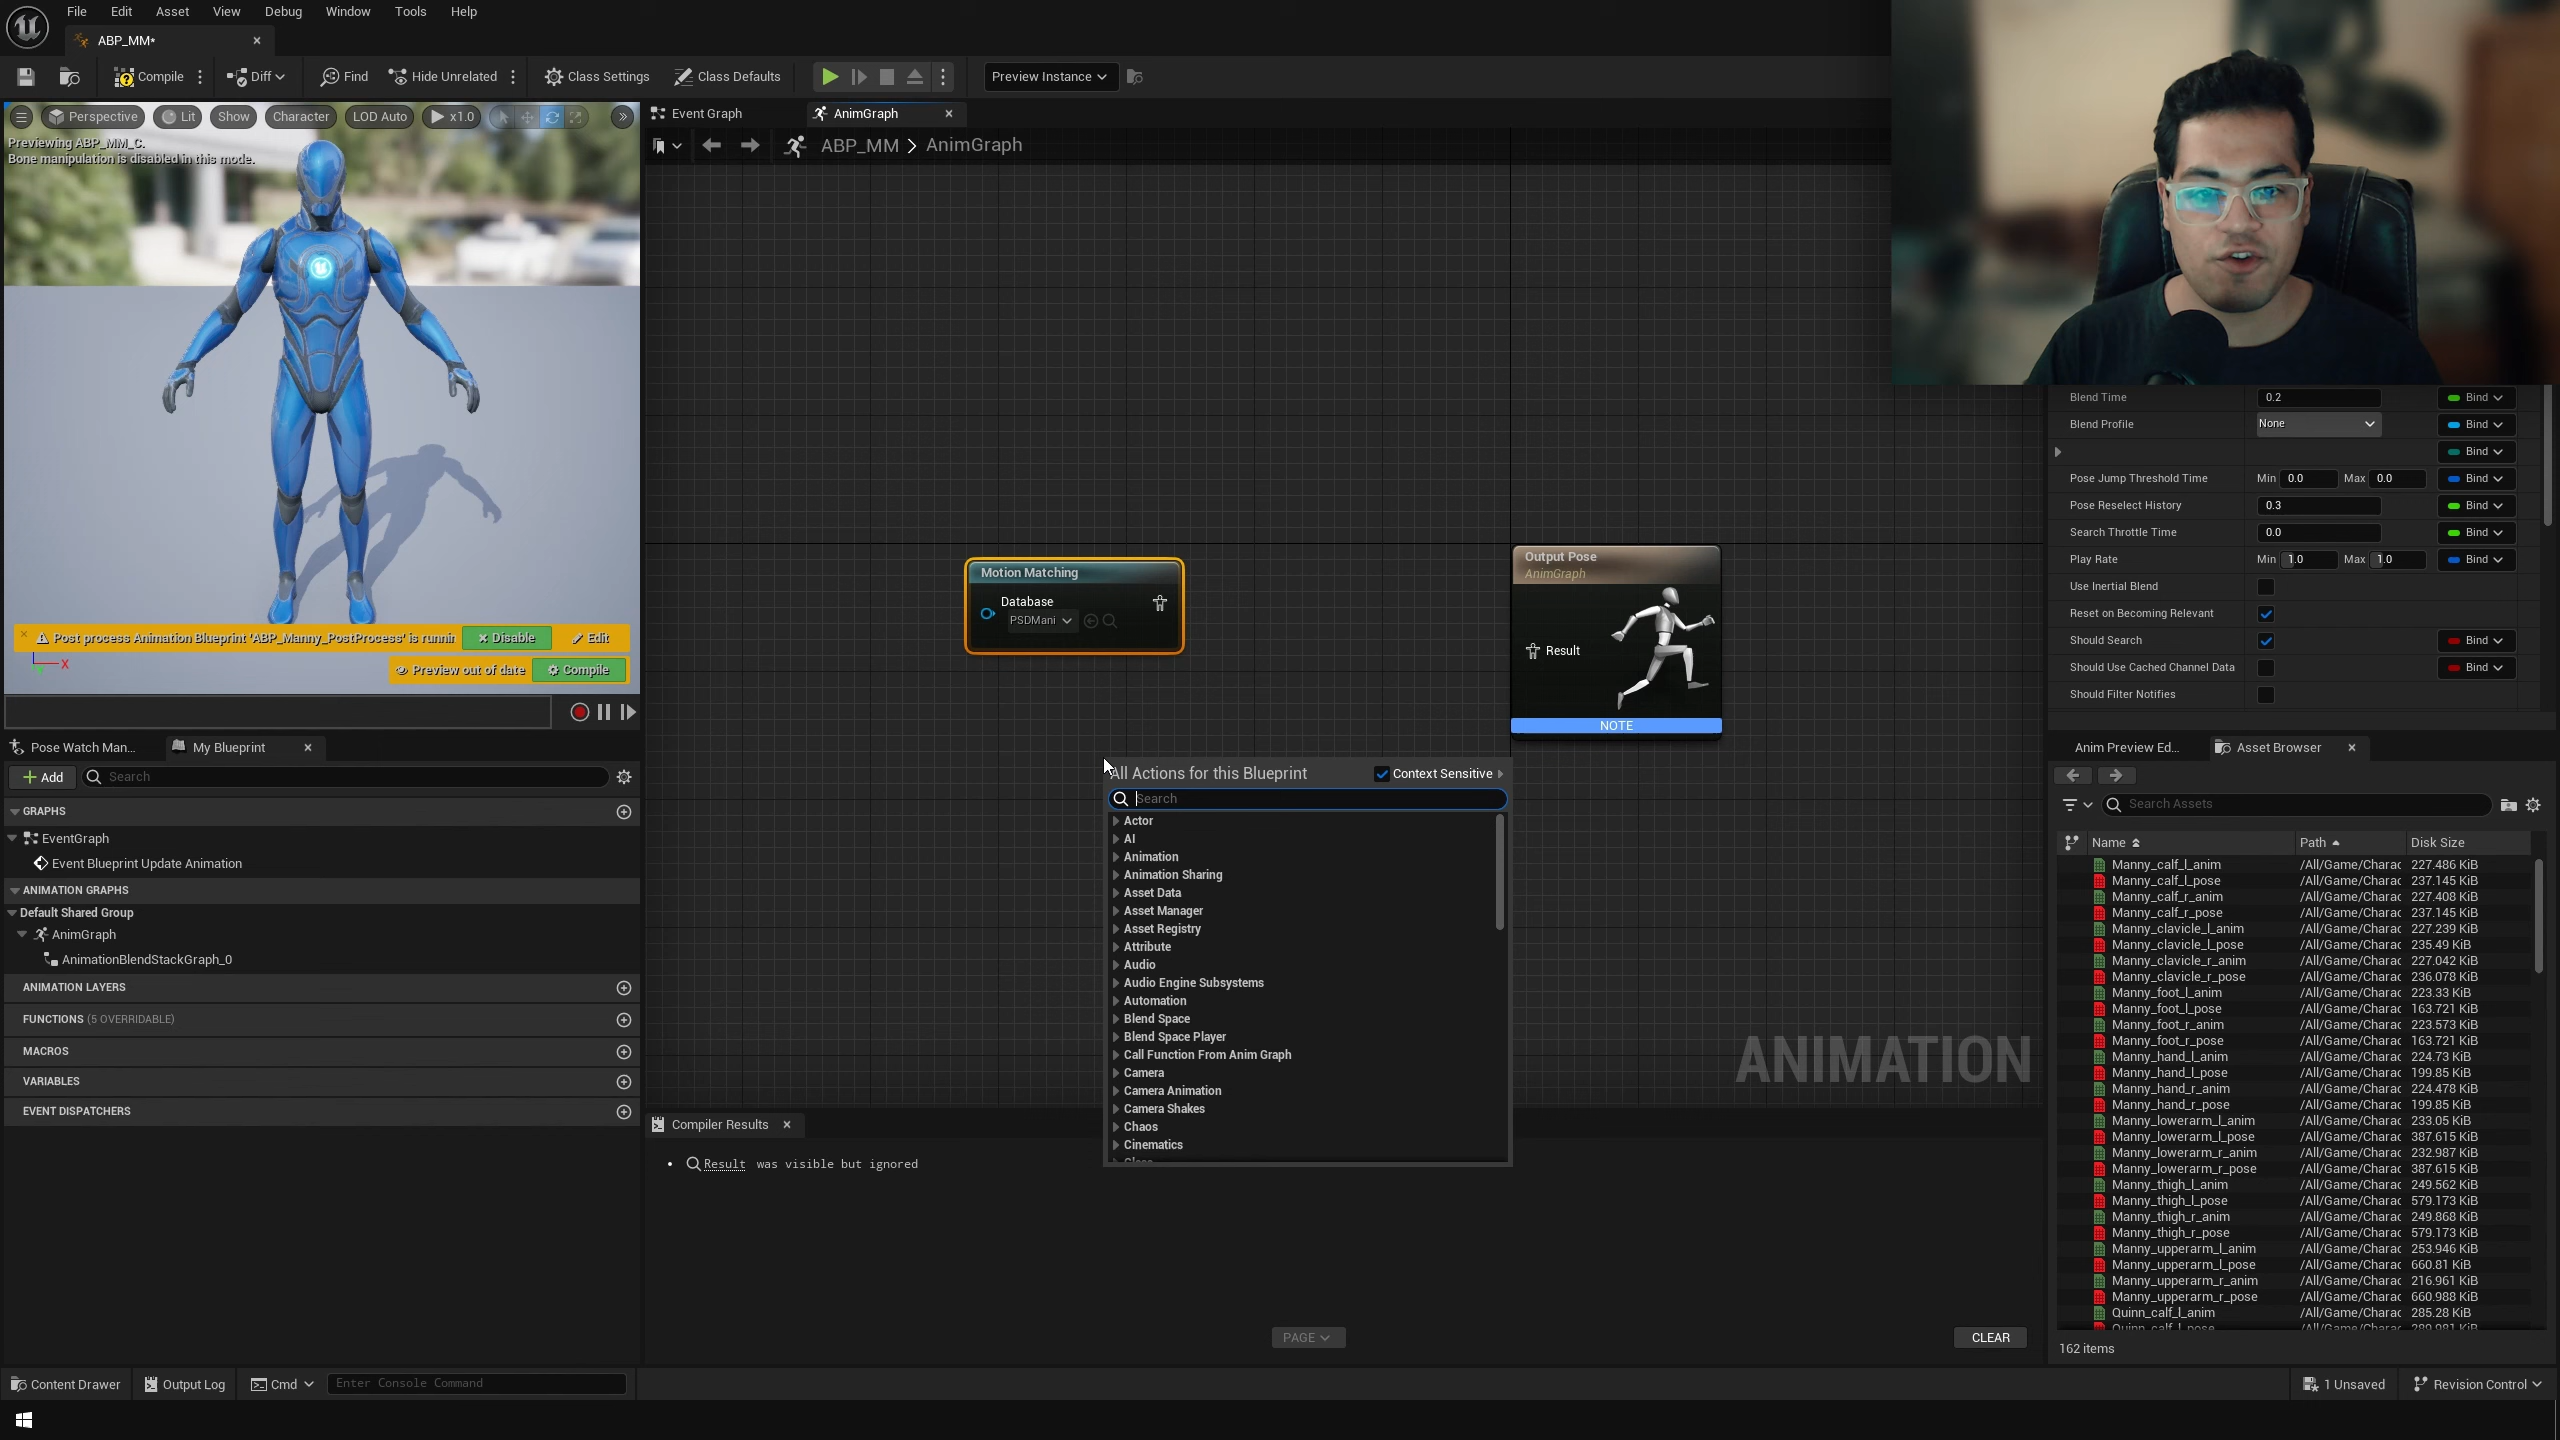 File Edit Asset View Debug Window Tools Help
ABP_MM*
Compile Diff Find Hide Unrelated Class Settings Class Defaults Preview Instance
Perspective Lit Show Character LOD Auto x1.0
Previewing ABP_MM_C.
Bone manipulation is disabled in this mode.
Post process Animation Blueprint 'ABP_Manny_PostProcess' is runnin Disable Edit
X
Preview out of date Compile
Pose Watch Man... My Blueprint
Add Search
GRAPHS
EventGraph
Event Blueprint Update Animation
ANIMATION GRAPHS
Default Shared Group
AnimGraph
AnimationBlendStackGraph_0
ANIMATION LAYERS
FUNCTIONS (5 OVERRIDABLE)
MACROS
VARIABLES
EVENT DISPATCHERS
Event Graph AnimGraph
ABP_MM > AnimGraph
Motion Matching
Database
PSDMani
Output Pose
AnimGraph
Result
NOTE
All Actions for this Blueprint Context Sensitive
Search
Actor
AI
Animation
Animation Sharing
Asset Data
Asset Manager
Asset Registry
Attribute
Audio
Audio Engine Subsystems
Automation
Blend Space
Blend Space Player
Call Function From Anim Graph
Camera
Camera Animation
Camera Shakes
Chaos
Cinematics
ANIMATION
Compiler Results
Result was visible but ignored
PAGE
CLEAR
Blend Time 0.2 Bind
Blend Profile None Bind
Bind
Pose Jump Threshold Time Min 0.0 Max 0.0 Bind
Pose Reselect History 0.3 Bind
Search Throttle Time 0.0 Bind
Play Rate Min 1.0 Max 1.0 Bind
Use Inertial Blend
Reset on Becoming Relevant
Should Search Bind
Should Use Cached Channel Data Bind
Should Filter Notifies
Anim Preview Ed... Asset Browser
Search Assets
Name Path Disk Size
Manny_calf_l_anim /All/Game/Charac 227.486 KiB
Manny_calf_l_pose /All/Game/Charac 237.145 KiB
Manny_calf_r_anim /All/Game/Charac 227.408 KiB
Manny_calf_r_pose /All/Game/Charac 237.145 KiB
Manny_clavicle_l_anim /All/Game/Charac 227.239 KiB
Manny_clavicle_l_pose /All/Game/Charac 235.49 KiB
Manny_clavicle_r_anim /All/Game/Charac 227.042 KiB
Manny_clavicle_r_pose /All/Game/Charac 236.078 KiB
Manny_foot_l_anim /All/Game/Charac 223.33 KiB
Manny_foot_l_pose /All/Game/Charac 163.721 KiB
Manny_foot_r_anim /All/Game/Charac 223.573 KiB
Manny_foot_r_pose /All/Game/Charac 163.721 KiB
Manny_hand_l_anim /All/Game/Charac 224.73 KiB
Manny_hand_l_pose /All/Game/Charac 199.85 KiB
Manny_hand_r_anim /All/Game/Charac 224.478 KiB
Manny_hand_r_pose /All/Game/Charac 199.85 KiB
Manny_lowerarm_l_anim /All/Game/Charac 233.05 KiB
Manny_lowerarm_l_pose /All/Game/Charac 387.615 KiB
Manny_lowerarm_r_anim /All/Game/Charac 232.987 KiB
Manny_lowerarm_r_pose /All/Game/Charac 387.615 KiB
Manny_thigh_l_anim /All/Game/Charac 249.562 KiB
Manny_thigh_l_pose /All/Game/Charac 579.173 KiB
Manny_thigh_r_anim /All/Game/Charac 249.868 KiB
Manny_thigh_r_pose /All/Game/Charac 579.173 KiB
Manny_upperarm_l_anim /All/Game/Charac 253.946 KiB
Manny_upperarm_l_pose /All/Game/Charac 660.81 KiB
Manny_upperarm_r_anim /All/Game/Charac 216.961 KiB
Manny_upperarm_r_pose /All/Game/Charac 660.988 KiB
Quinn_calf_l_anim /All/Game/Charac 285.28 KiB
Quinn_calf_l_pose /All/Game/Charac 289.981 KiB
162 items
Content Drawer Output Log Cmd Enter Console Command 1 Unsaved Revision Control